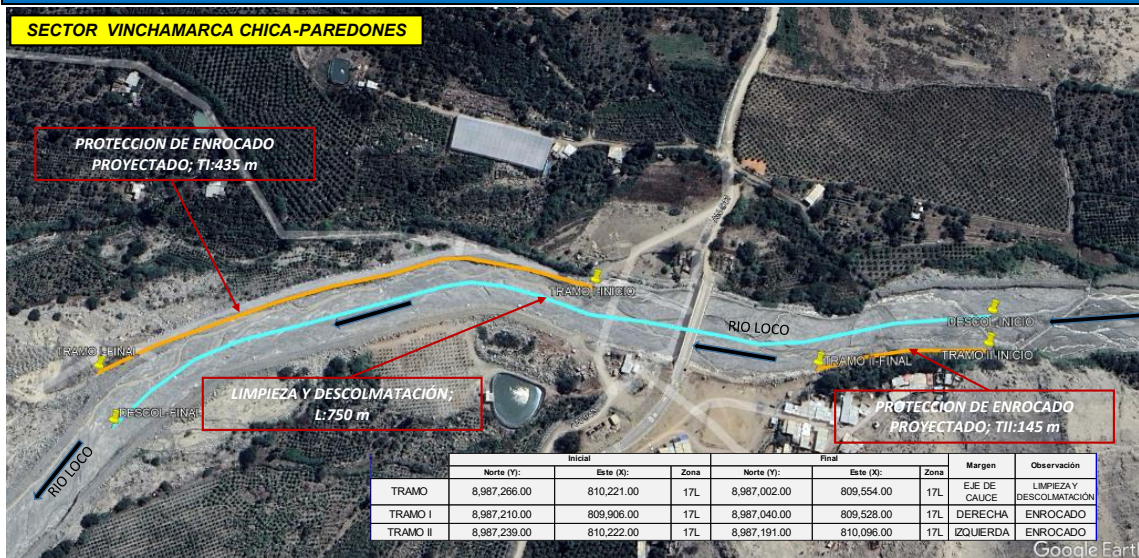 SECTOR VINCHAMARCA CHICA-PAREDONES
PROTECCION DE ENROCADO
PROYECTADO; TI:435 m
TRAMO I-INICIO
RIO LOCO
DESCOL-INICIO
TRAMO I-FINAL
TRAMO II-FINAL
TRAMO II-INICIO
LIMPIEZA Y DESCOLMATACIÓN;
L:750 m
DESCOL-FINAL
PROTECCION DE ENROCADO
PROYECTADO; TII:145 m
RIO LOCO
Inicial Final Margen Observación
Norte (Y): Este (X): Zona Norte (Y): Este (X): Zona
TRAMO 8,987,266.00 810,221.00 17L 8,987,002.00 809,554.00 17L EJE DE CAUCE LIMPIEZA Y DESCOLMATACIÓN
TRAMO I 8,987,210.00 809,906.00 17L 8,987,040.00 809,528.00 17L DERECHA ENROCADO
TRAMO II 8,987,239.00 810,222.00 17L 8,987,191.00 810,096.00 17L IZQUIERDA ENROCADO
Google Eart